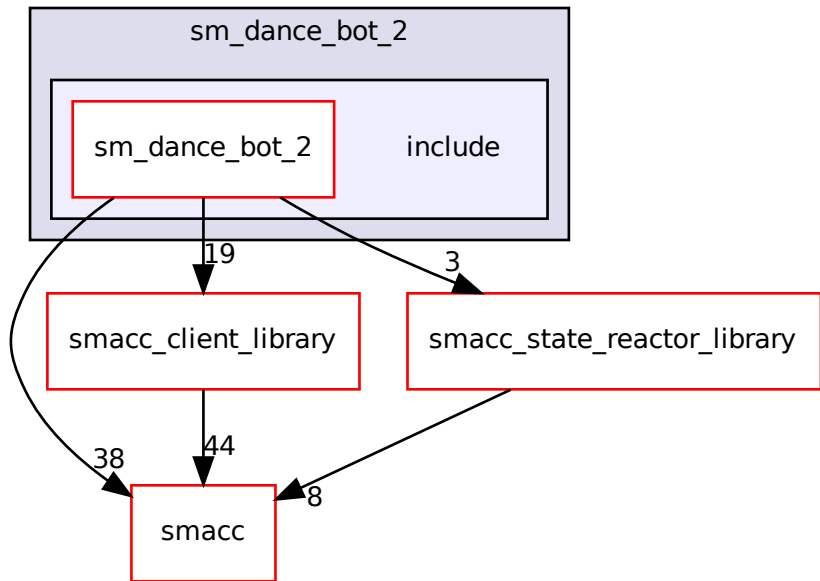 sm_dance_bot_2
sm_dance_bot_2
include
19
3
smacc_client_library
smacc_state_reactor_library
38
44
8
smacc